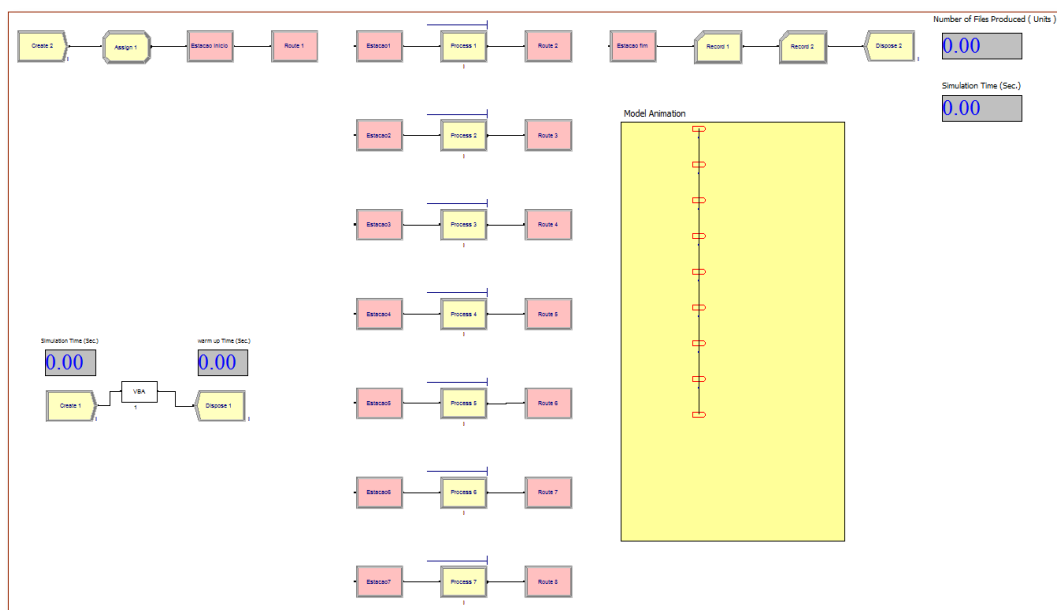 Number of Files Produced ( Units )
0.00
Create 2
Assign 1
Estacao Inicio
Route 1
Estacao1
Process 1
Route 2
Estacao fim
Record 1
Record 2
Dispose 2
Simulation Time (Sec.)
0.00
Model Animation
Estacao2
Process 2
Route 3
Estacao3
Process 3
Route 4
Estacao4
Process 4
Route 5
Simulation Time (Sec.)
warm up Time (Sec.)
0.00
0.00
Create 1
VBA
1
Dispose 1
Estacao5
Process 5
Route 6
Estacao6
Process 6
Route 7
Estacao7
Process 7
Route 8